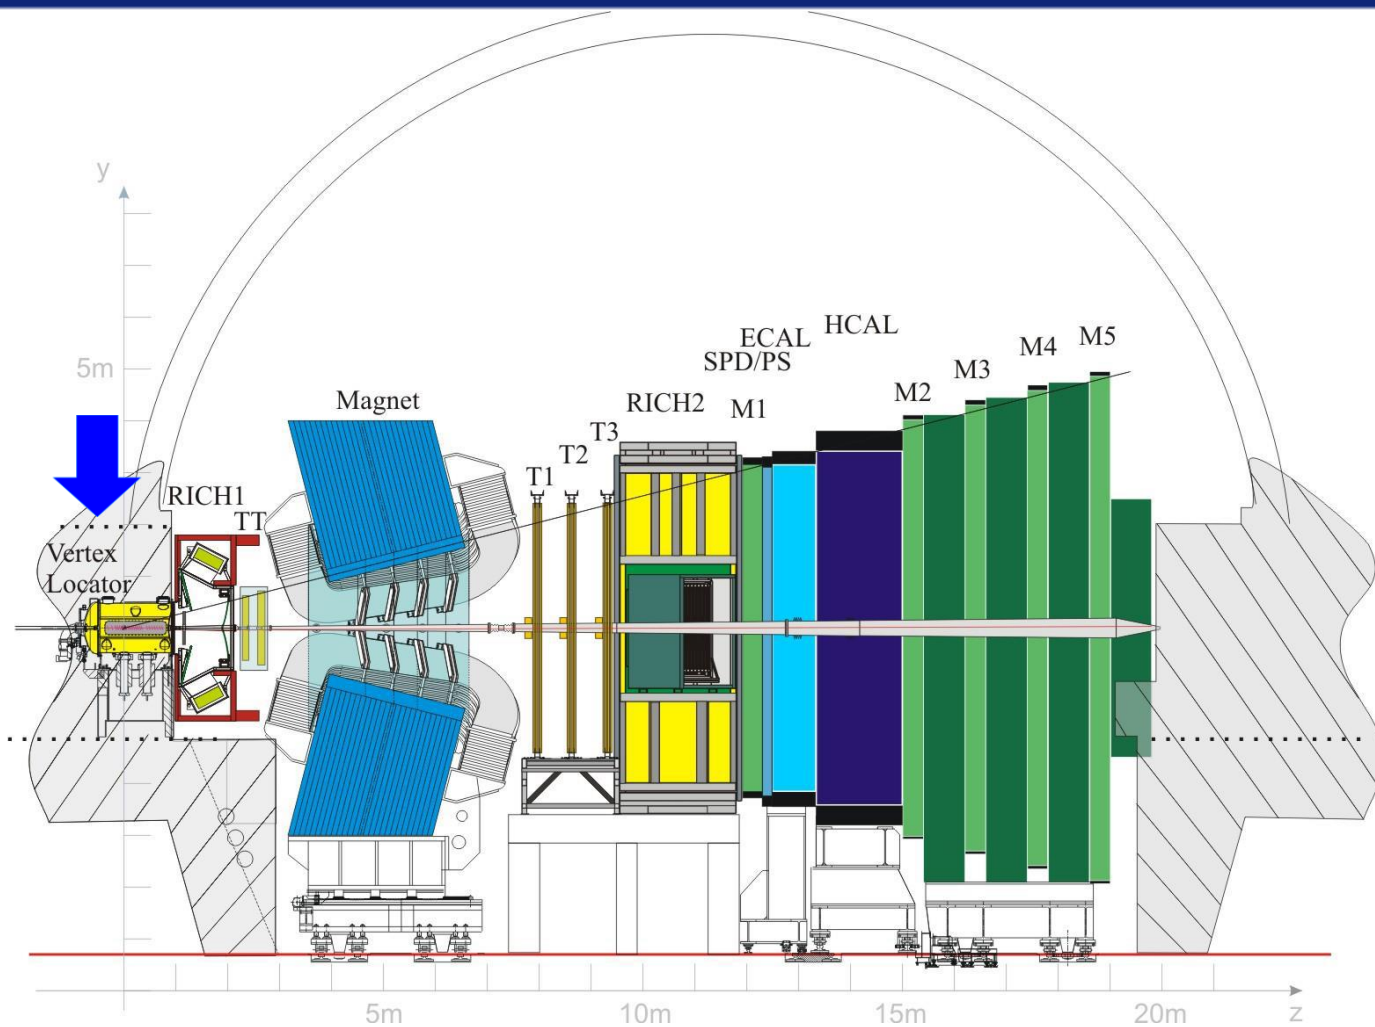 y
5m
Magnet
RICH1
TT
Vertex
Locator
T1
T2
T3
RICH2
M1
SPD/PS
ECAL
HCAL
M2
M3
M4
M5
5m
10m
15m
20m
z